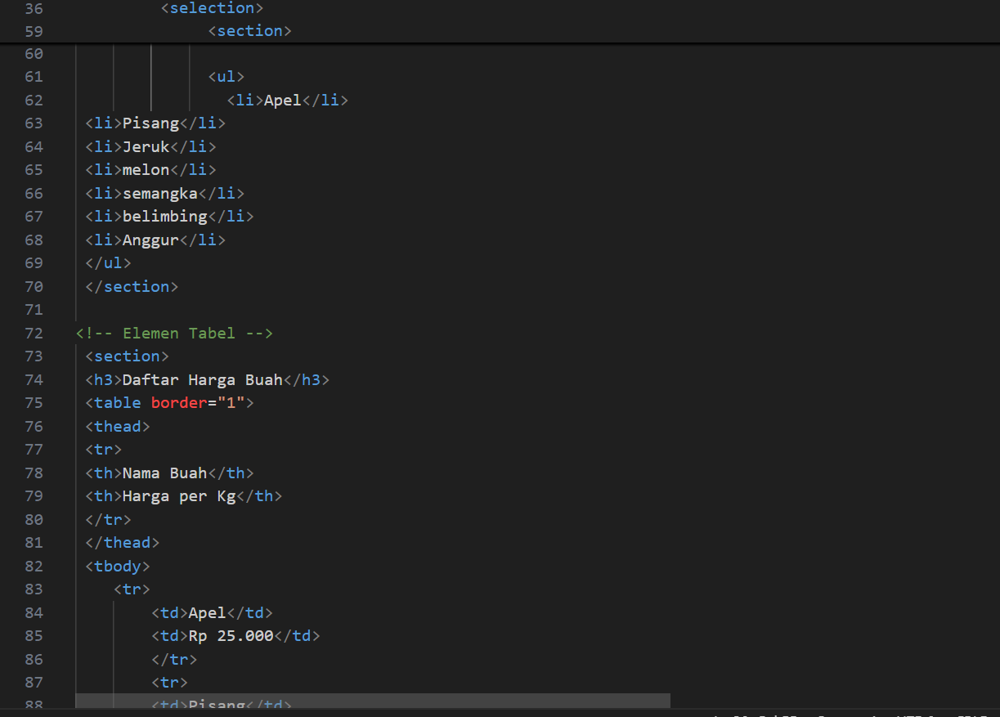 36 <selection>
59 <section>
60
61 <ul>
62 <li>Apel</li>
63 <li>Pisang</li>
64 <li>Jeruk</li>
65 <li>melon</li>
66 <li>semangka</li>
67 <li>belimbing</li>
68 <li>Anggur</li>
69 </ul>
70 </section>
71
72 <!-- Elemen Tabel -->
73 <section>
74 <h3>Daftar Harga Buah</h3>
75 <table border="1">
76 <thead>
77 <tr>
78 <th>Nama Buah</th>
79 <th>Harga per Kg</th>
80 </tr>
81 </thead>
82 <tbody>
83 <tr>
84 <td>Apel</td>
85 <td>Rp 25.000</td>
86 </tr>
87 <tr>
88 <td>Pisang</td>